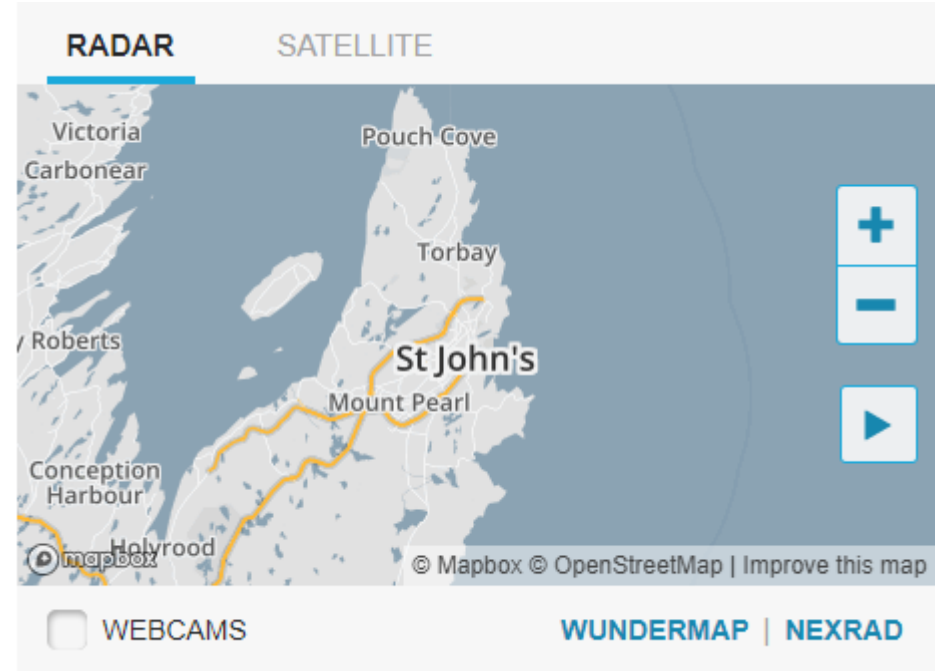 RADAR SATELLITE
Victoria
Pouch Cove
Carbonear
Torbay
y Roberts
St John's
Mount Pearl
Conception
Harbour
Holyrood
mapbox
© Mapbox © OpenStreetMap | Improve this map
WEBCAMS
WUNDERMAP | NEXRAD